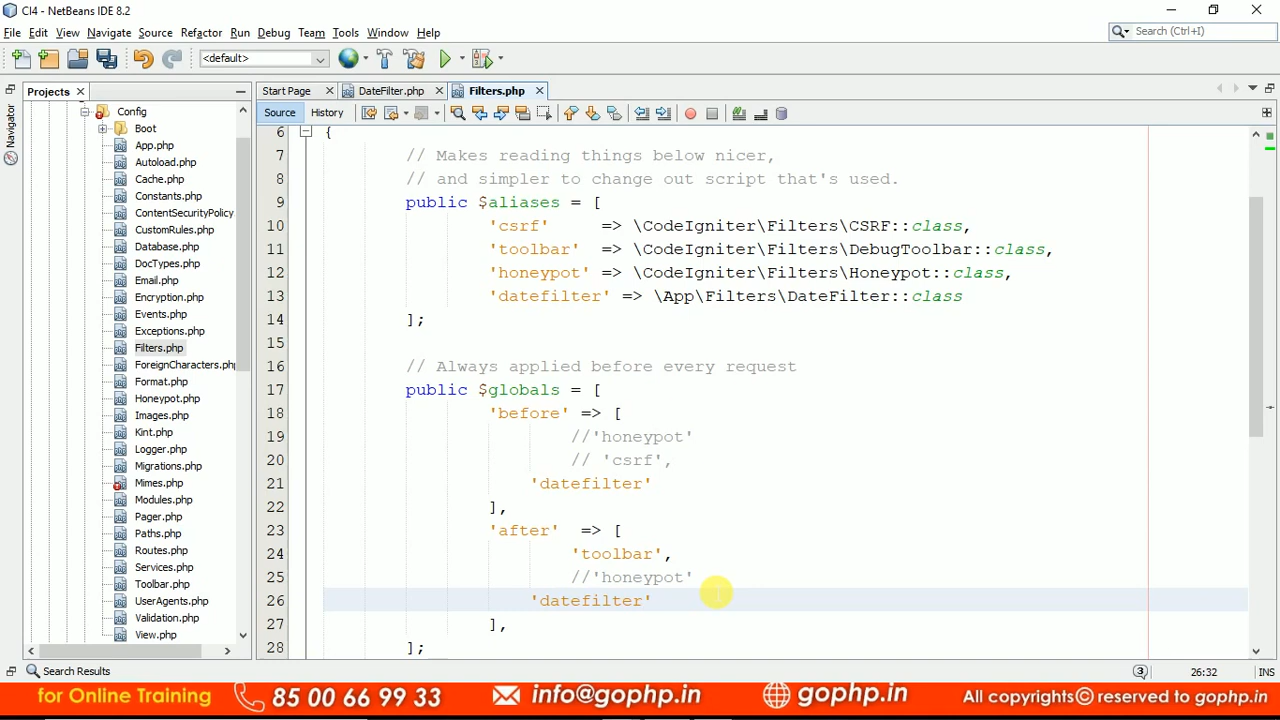 CI4 - NetBeans IDE 8.2
File Edit View Navigate Source Refactor Run Debug Team Tools Window Help
Search (Ctrl+I)
<default>
Projects
Start Page
DateFilter.php
Filters.php
Navigator
Source
History
Config
Boot
App.php
Autoload.php
Cache.php
Constants.php
ContentSecurityPolicy
CustomRules.php
Database.php
DocTypes.php
Email.php
Encryption.php
Events.php
Exceptions.php
Filters.php
ForeignCharacters.php
Format.php
Honeypot.php
Images.php
Kint.php
Logger.php
Migrations.php
Mimes.php
Modules.php
Pager.php
Paths.php
Routes.php
Services.php
Toolbar.php
UserAgents.php
Validation.php
View.php
6 {
7 // Makes reading things below nicer,
8 // and simpler to change out script that's used.
9 public $aliases = [
10 'csrf' => \CodeIgniter\Filters\CSRF::class,
11 'toolbar' => \CodeIgniter\Filters\DebugToolbar::class,
12 'honeypot' => \CodeIgniter\Filters\Honeypot::class,
13 'datefilter' => \App\Filters\DateFilter::class
14 ];
15
16 // Always applied before every request
17 public $globals = [
18 'before' => [
19 //'honeypot'
20 // 'csrf',
21 'datefilter'
22 ],
23 'after' => [
24 'toolbar',
25 //'honeypot'
26 'datefilter'
27 ],
28 ];
Search Results
3
26:32
INS
for Online Training 85 00 66 99 33 info@gophp.in gophp.in All copyrights© reserved to gophp.in